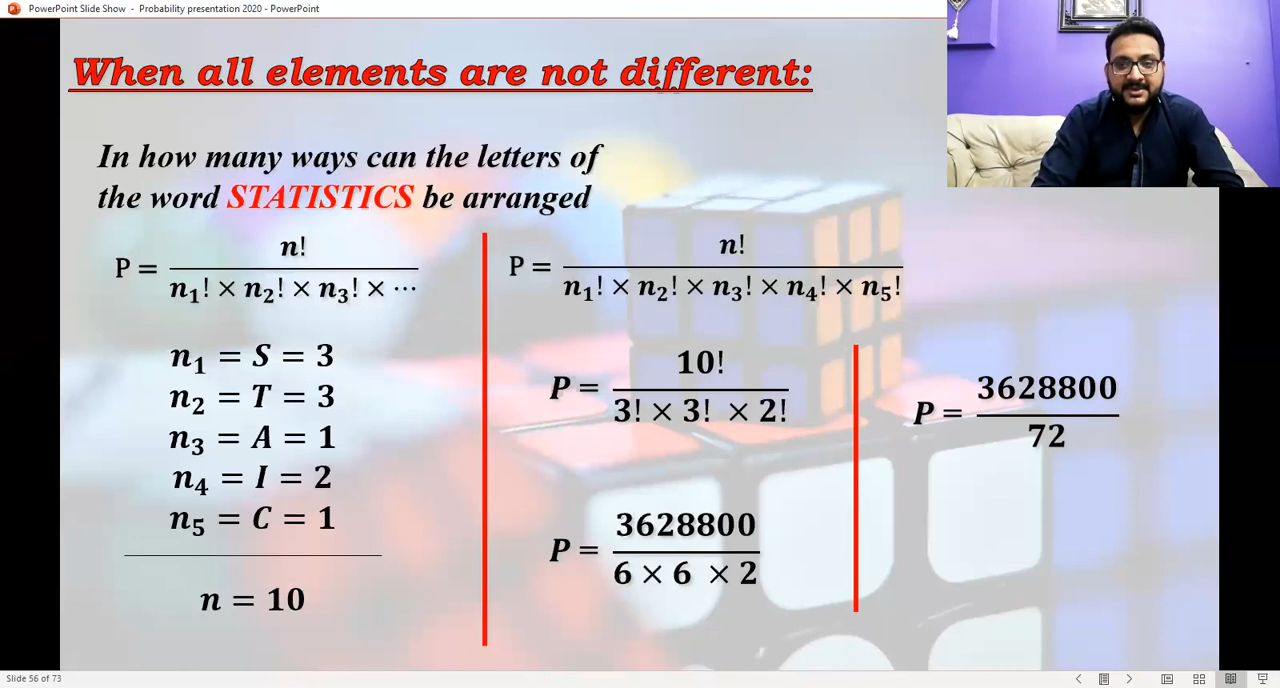 PowerPoint Slide Show - Probability presentation 2020 - PowerPoint
When all elements are not different:
In how many ways can the letters of
the word STATISTICS be arranged
P = n! / n₁! × n₂! × n₃! × ⋯
n₁ = S = 3
n₂ = T = 3
n₃ = A = 1
n₄ = I = 2
n₅ = C = 1
n = 10
P = n! / n₁! × n₂! × n₃! × n₄! × n₅!
P = 10! / 3! × 3! × 2!
P = 3628800 / 6 × 6 × 2
P = 3628800 / 72
Slide 56 of 73